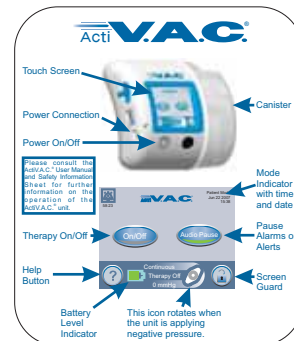 Acti V.A.C.®
Touch Screen
Power Connection
Canister
Power On/Off
Please consult the
ActiV.A.C.® User Manual
and Safety Information
Sheet for further
information on the
operation of the
ActiV.A.C.® unit.
Mode
Indicator
with time
and date
V.A.C.
Therapy On/Off
On/Off
Audio Pause
Pause
Alarms o
Alerts
Help
Button
?
Continuous
Therapy Off
0 mmHg
Screen
Guard
Battery
Level
Indicator
This icon rotates when
the unit is applying
negative pressure.